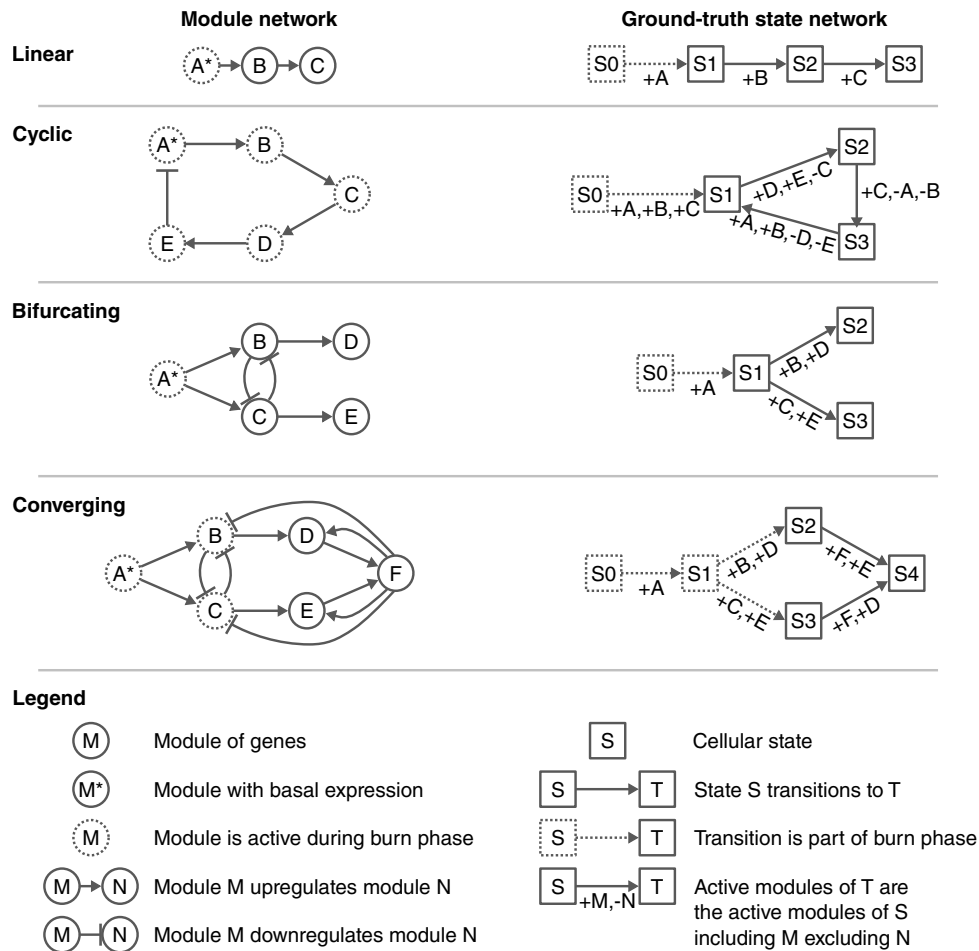 Module network
Ground-truth state network
Linear
A* B C
S0 S1 S2 S3
+A +B +C
Cyclic
A* B
C
E D
S0 S1 S2 S3
+A,+B,+C
+D,+E,-C
+C,-A,-B
+A,+B,-D,-E
Bifurcating
A* B D
C E
S0 S1 S2 S3
+A
+B,+D
+C,+E
Converging
A* B D F
C E
S0 S1 S2 S3 S4
+A
+B,+D
+F,+E
+C,+E
+F,+D
Legend
M Module of genes
S Cellular state
M* Module with basal expression
S T State S transitions to T
M Module is active during burn phase
S T Transition is part of burn phase
M N Module M upregulates module N
S T +M,-N Active modules of T are
the active modules of S
including M excluding N
M N Module M downregulates module N